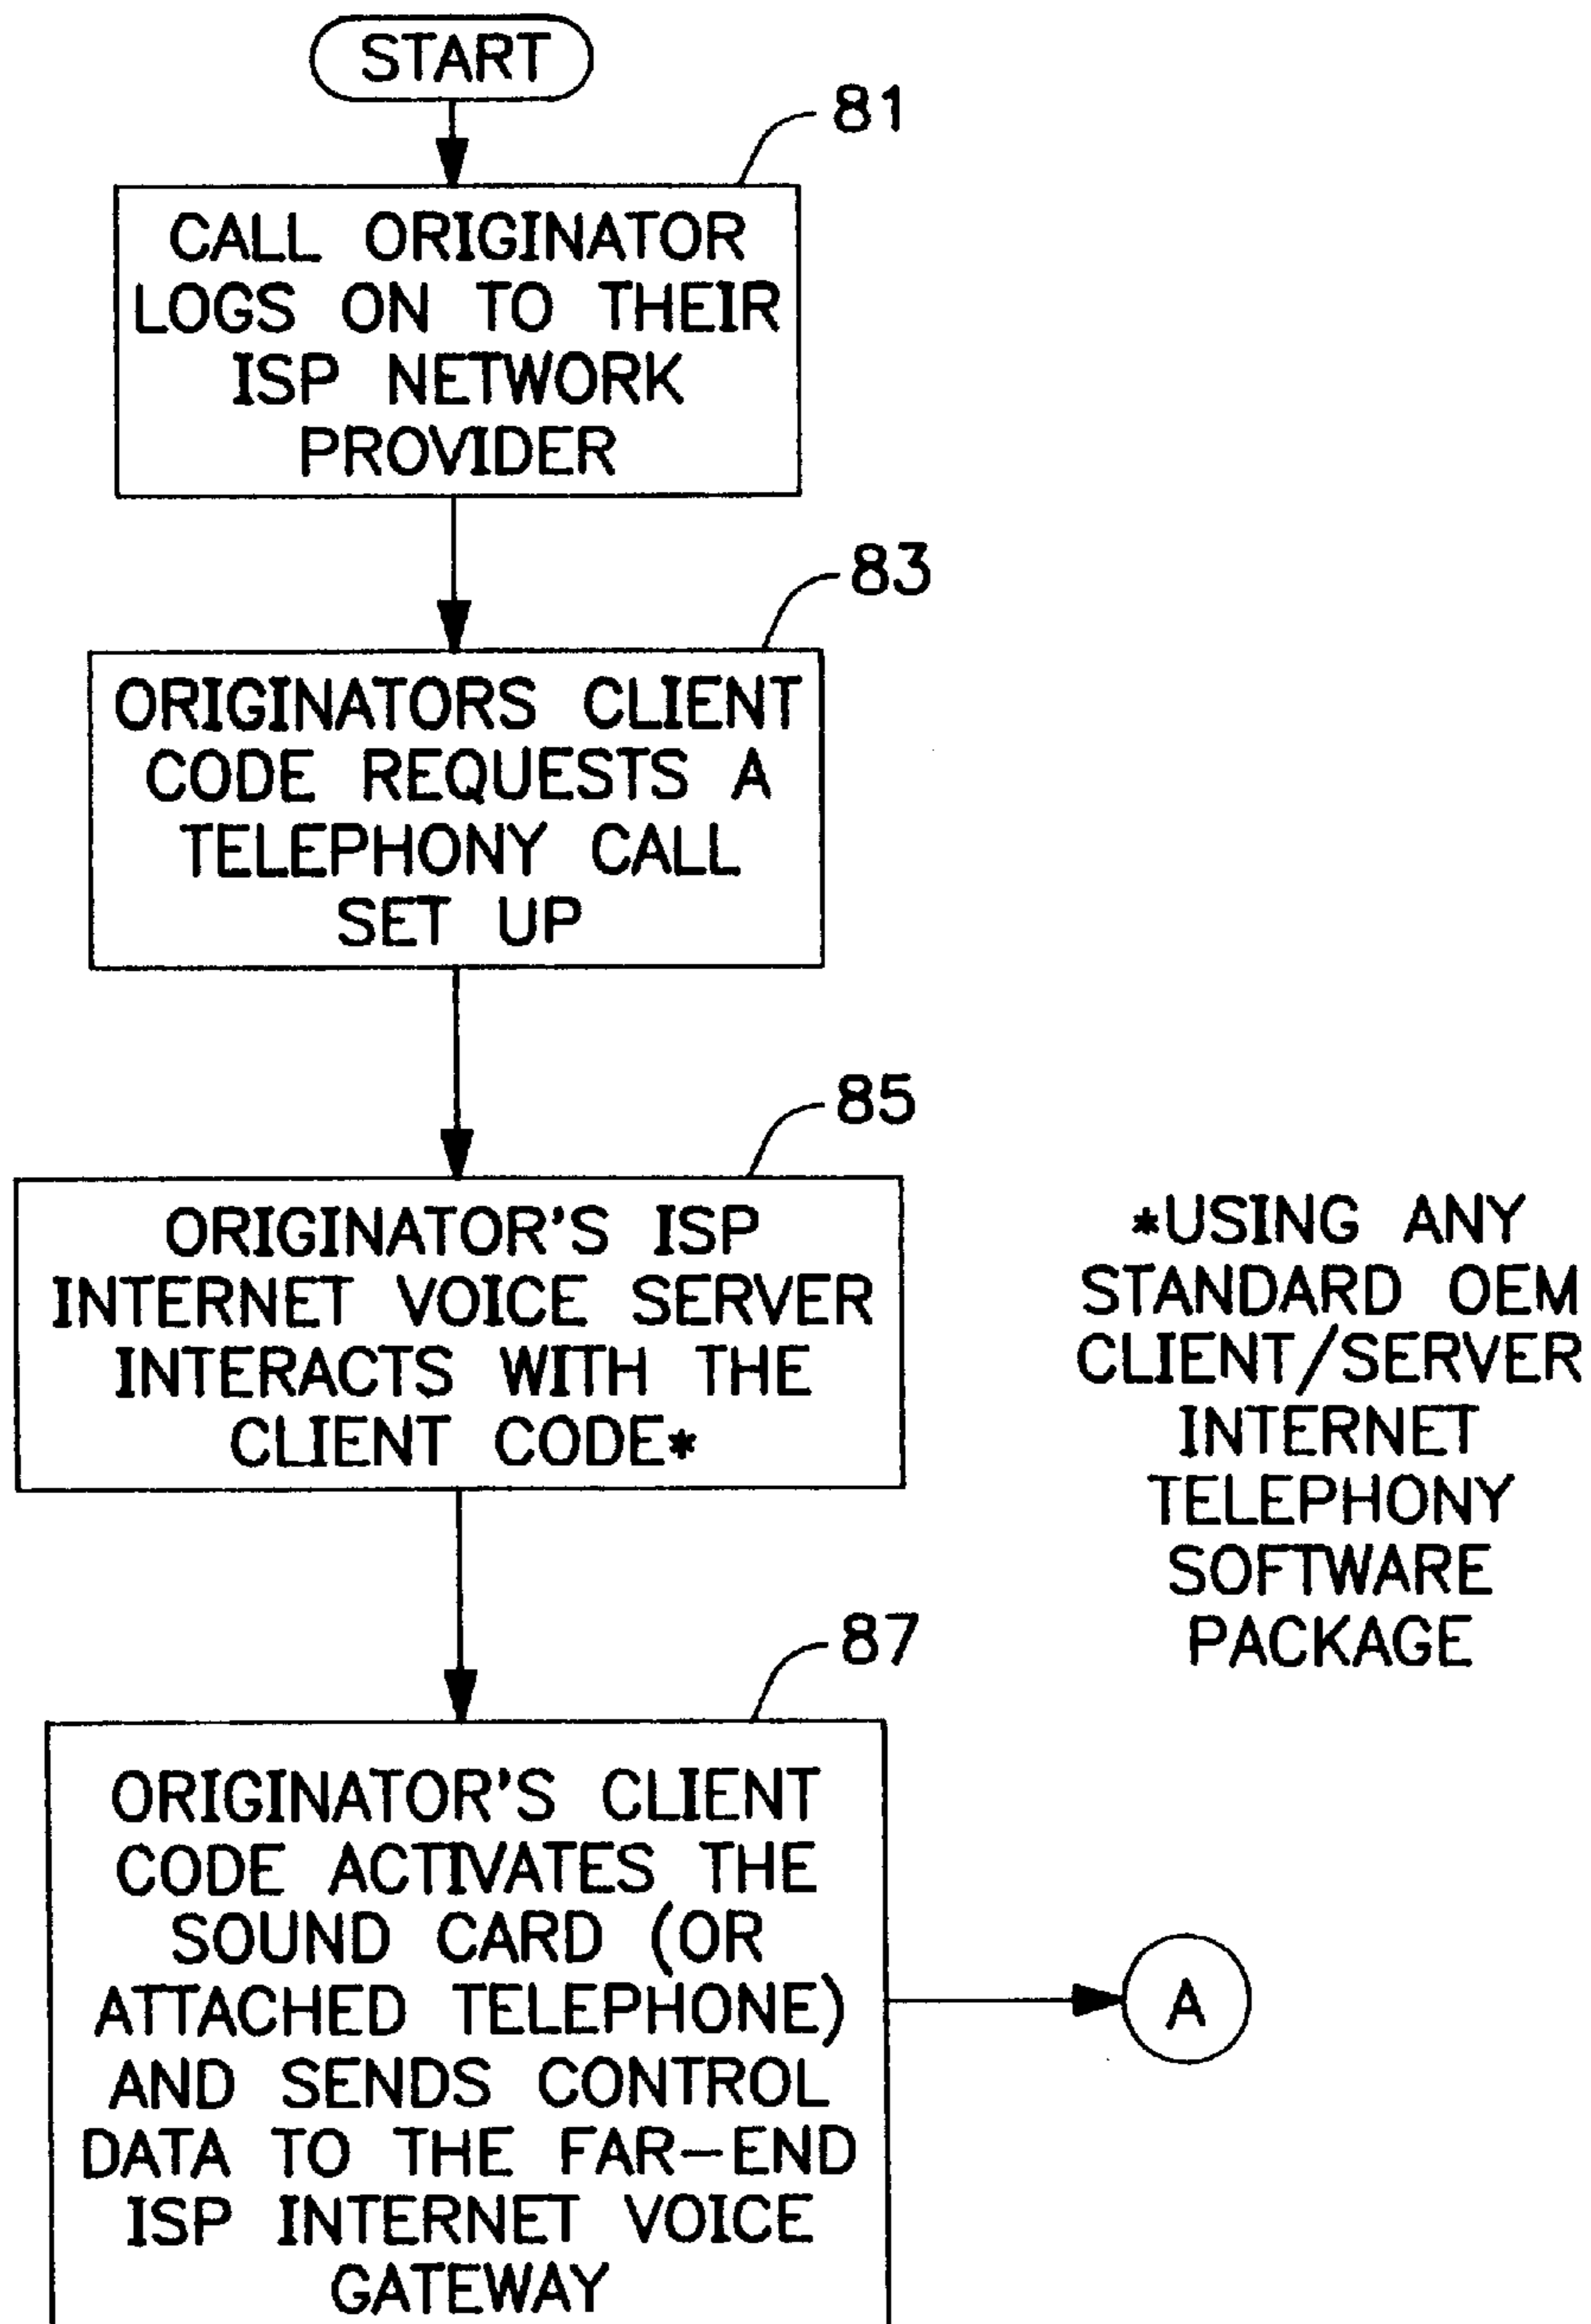 START
81
CALL ORIGINATOR
LOGS ON TO THEIR
ISP NETWORK
PROVIDER
83
ORIGINATORS CLIENT
CODE REQUESTS A
TELEPHONY CALL
SET UP
85
ORIGINATOR'S ISP
INTERNET VOICE SERVER
INTERACTS WITH THE
CLIENT CODE*
*USING ANY
STANDARD OEM
CLIENT/SERVER
INTERNET
TELEPHONY
SOFTWARE
PACKAGE
87
ORIGINATOR'S CLIENT
CODE ACTIVATES THE
SOUND CARD (OR
ATTACHED TELEPHONE)
AND SENDS CONTROL
DATA TO THE FAR-END
ISP INTERNET VOICE
GATEWAY
A